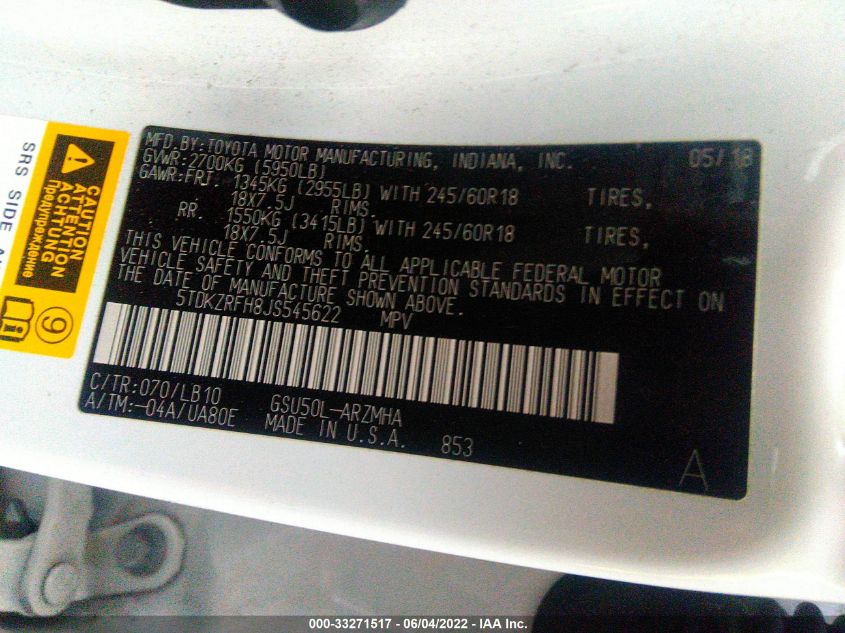 MFD.BY:TOYOTA MOTOR MANUFACTURING, INDIANA, INC. 05/18
GVWR:2700KG (5950LB)
GAWR:FRT. 1345KG (2955LB) WITH 245/60R18 TIRES,
18X7.5J RIMS.
RR. 1550KG (3415LB) WITH 245/60R18 TIRES,
18X7.5J RIMS.
THIS VEHICLE CONFORMS TO ALL APPLICABLE FEDERAL MOTOR
VEHICLE SAFETY AND THEFT PREVENTION STANDARDS IN EFFECT ON
THE DATE OF MANUFACTURE SHOWN ABOVE.
5TDKZRFH8JS545622 MPV
C/TR:070/LB10
A/TM:-04A/UA80E GSU50L-ARZMHA
MADE IN U.S.A. 853
A
CAUTION
ATTENTION
ACHTUNG
Предупреждение
SRS SIDE
9
000-33271517 - 06/04/2022 - IAA Inc.